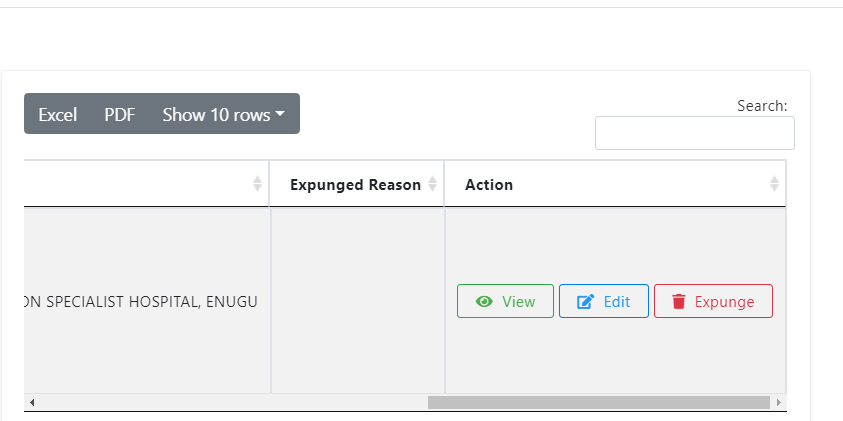 Excel PDF Show 10 rows
Search:
Expunged Reason Action
ON SPECIALIST HOSPITAL, ENUGU View Edit Expunge